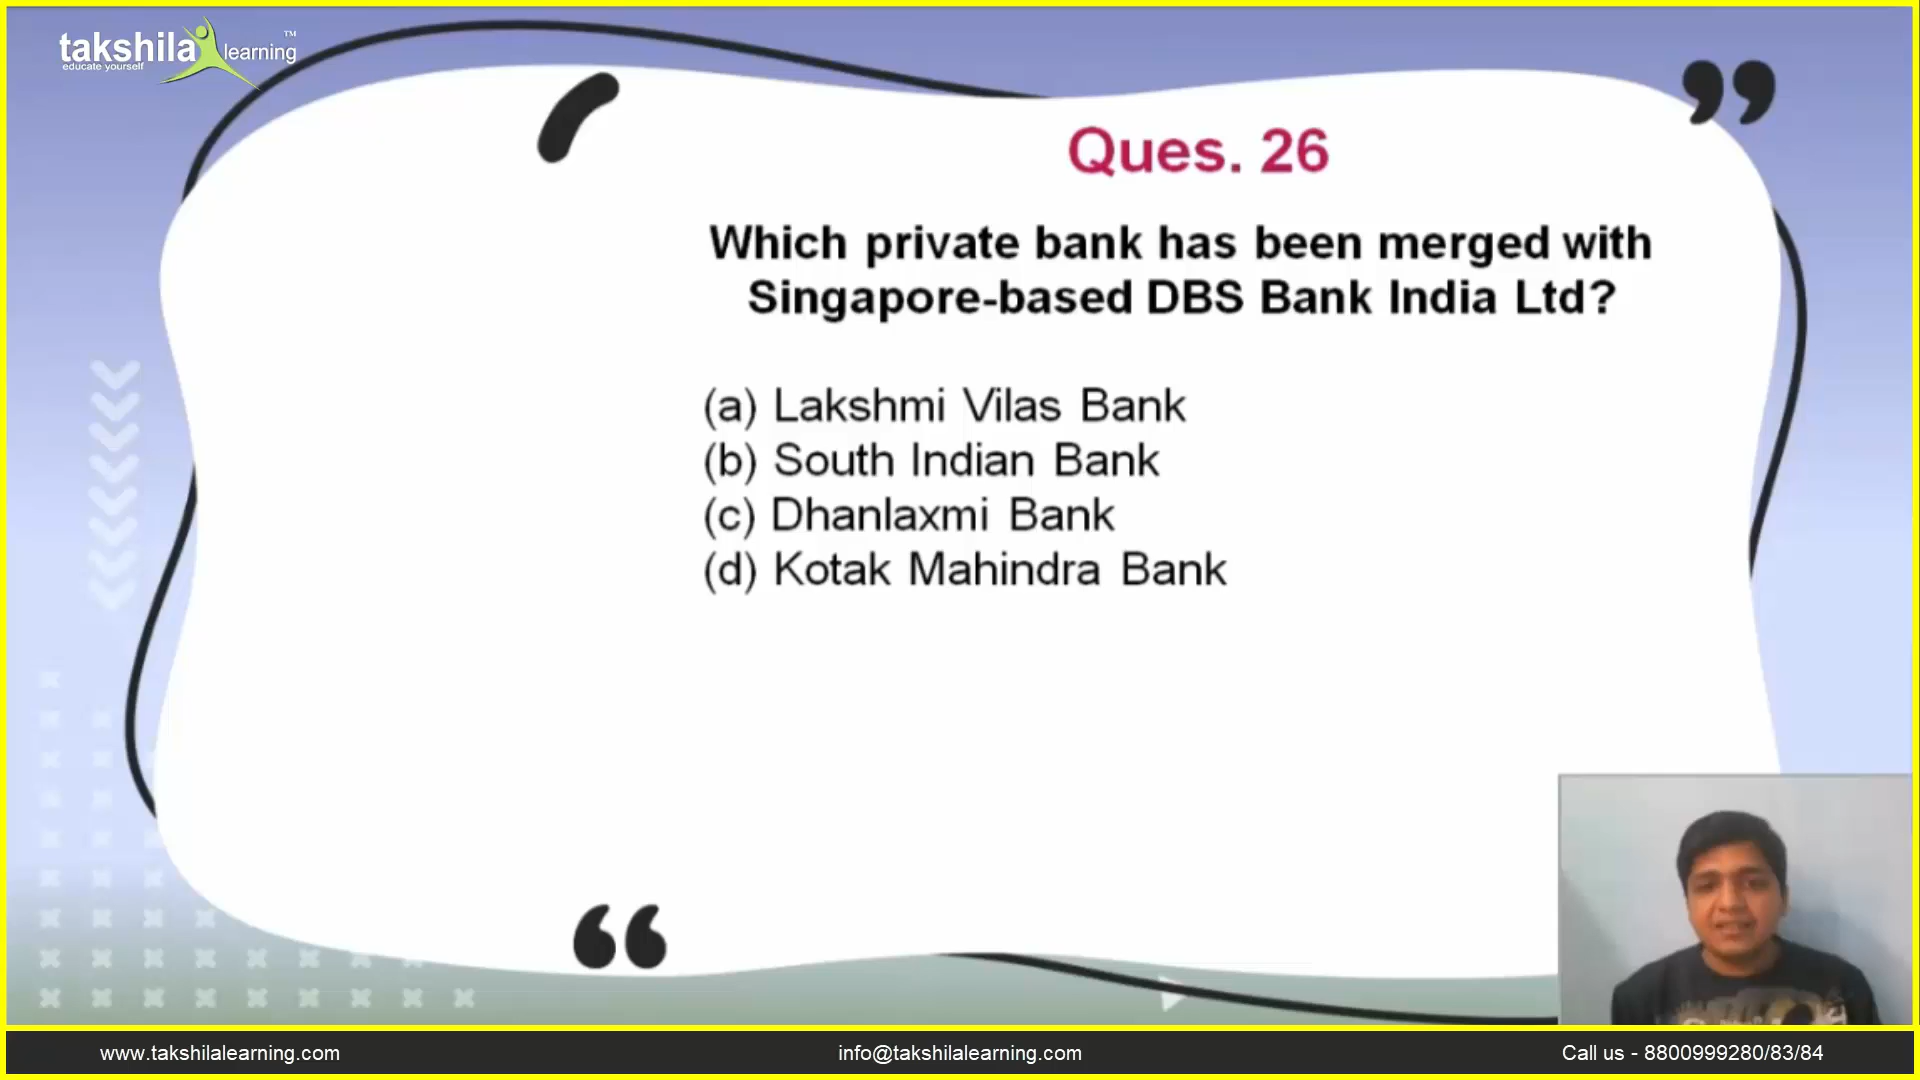 takshila learning™
educate yourself
Ques. 26
Which private bank has been merged with
Singapore-based DBS Bank India Ltd?
(a) Lakshmi Vilas Bank
(b) South Indian Bank
(c) Dhanlaxmi Bank
(d) Kotak Mahindra Bank
www.takshilalearning.com
info@takshilalearning.com
Call us - 8800999280/83/84